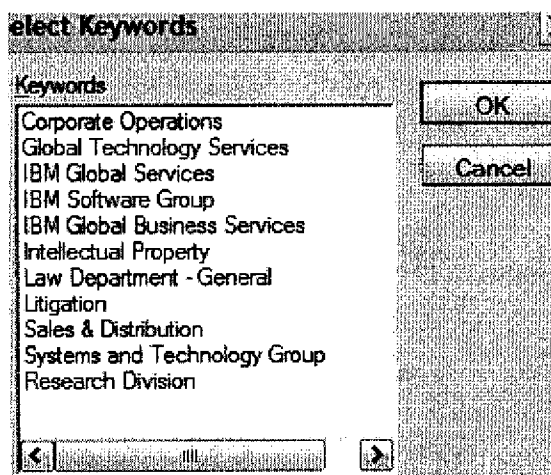 elect Keywords
Keywords
OK
Cancel
Corporate Operations
Global Technology Services
IBM Global Services
IBM Software Group
IBM Global Business Services
Intellectual Property
Law Department - General
Litigation
Sales & Distribution
Systems and Technology Group
Research Division